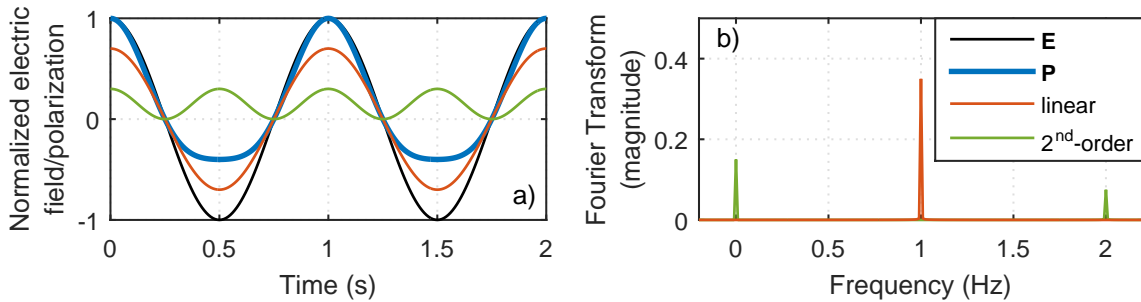 Normalized electric
field/polarization
1
0
-1
a)
0
0.5
1
1.5
2
Time (s)
Fourier Transform
(magnitude)
0.4
0.2
0
b)
E
P
linear
2nd-order
0
0.5
1
1.5
2
Frequency (Hz)